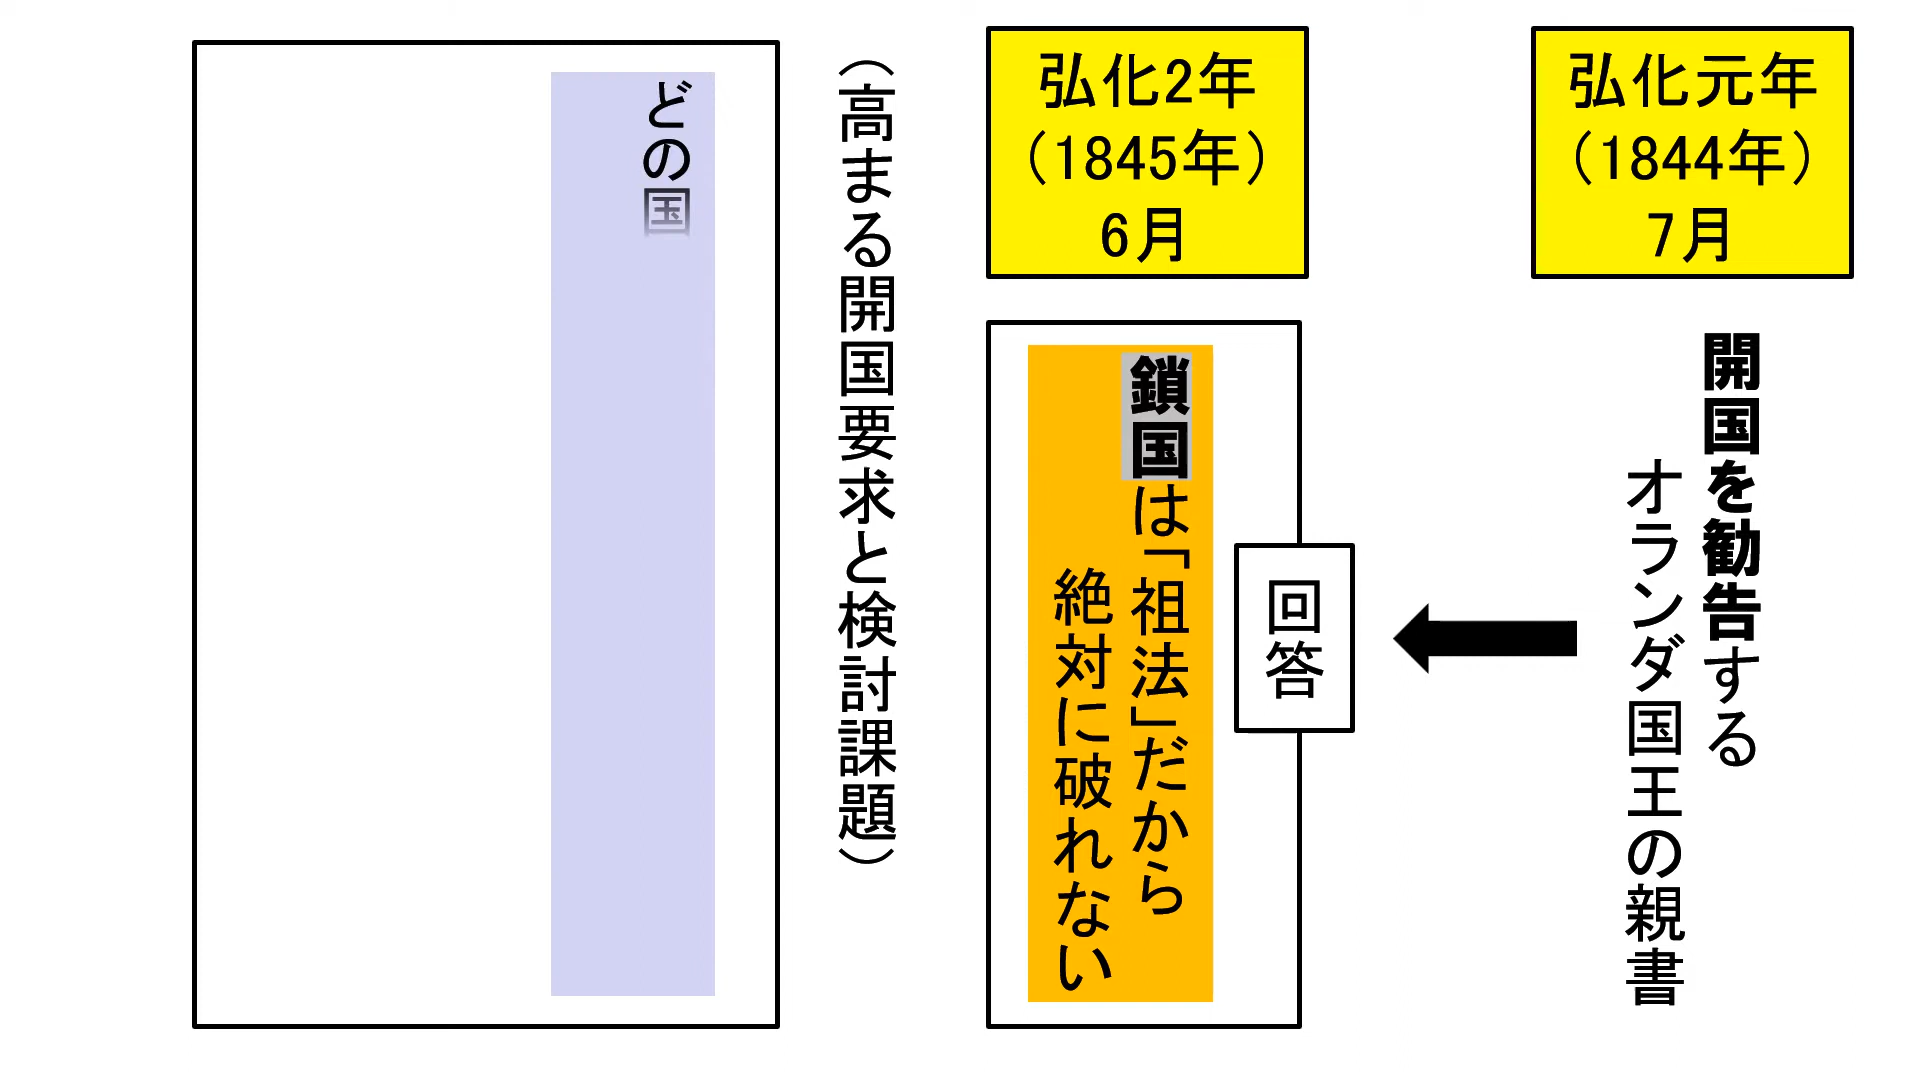 弘化元年
（1844年）
7月
開国を勧告する
オランダ国王の親書
弘化2年
（1845年）
6月
回答
鎖国は「祖法」だから
絶対に破れない
（高まる開国要求と検討課題）
どの国